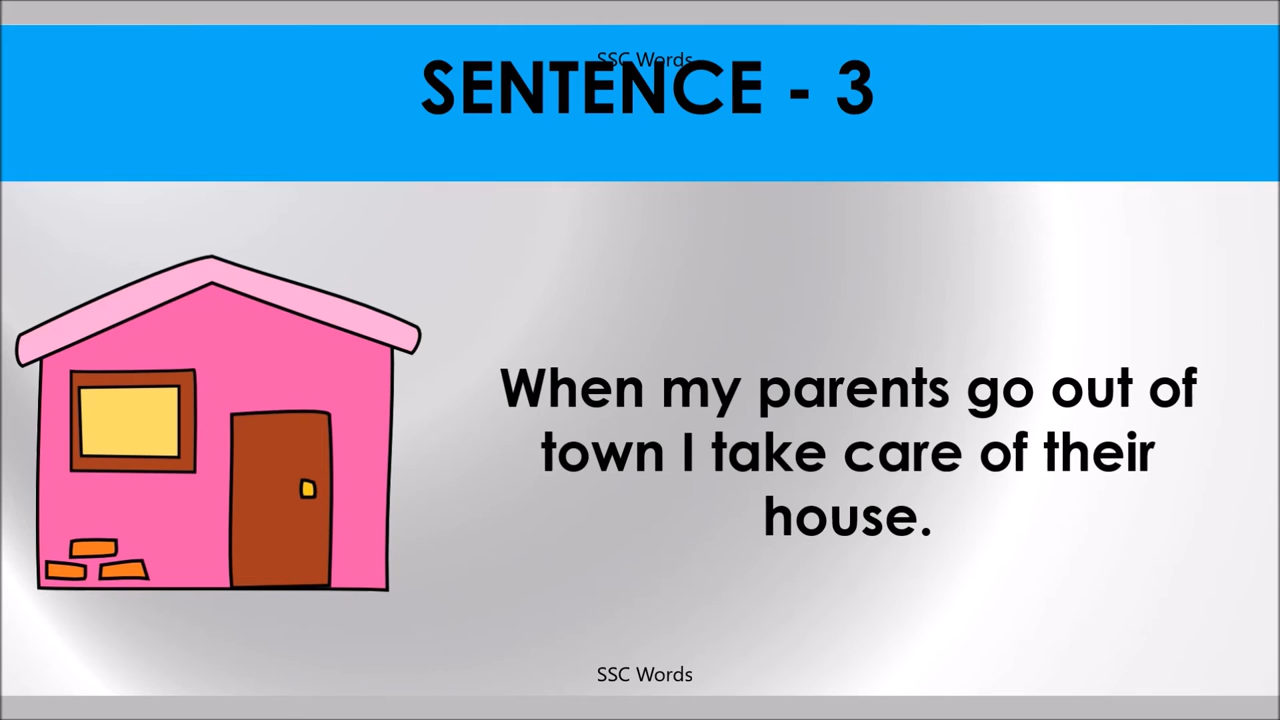 SSC Words
SENTENCE - 3
When my parents go out of
town I take care of their
house.
SSC Words